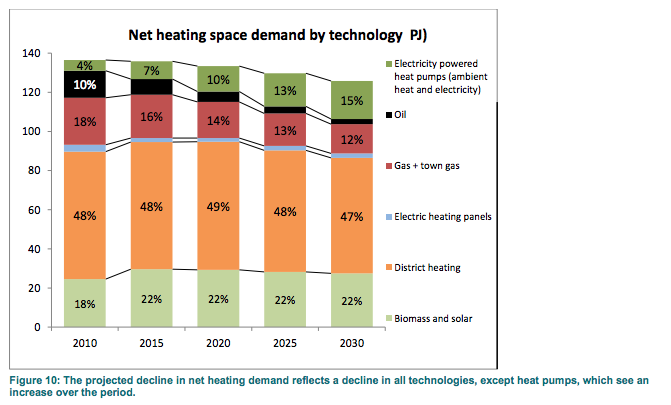 Net heating space demand by technology PJ)
140
120
100
80
60
40
20
0
4%
10%
18%
48%
18%
7%
16%
48%
22%
10%
14%
49%
22%
13%
13%
48%
22%
15%
12%
47%
22%
2010 2015 2020 2025 2030
Electricity powered
heat pumps (ambient
heat and electricity)
Oil
Gas + town gas
Electric heating panels
District heating
Biomass and solar
Figure 10: The projected decline in net heating demand reflects a decline in all technologies, except heat pumps, which see an
increase over the period.